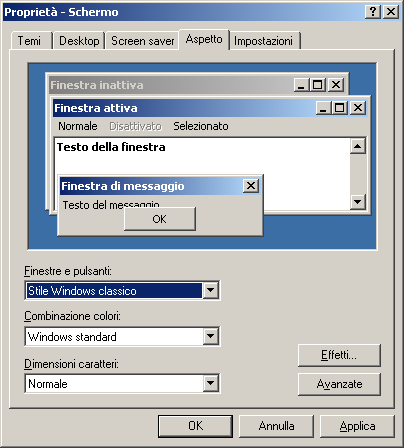 Proprietà - Schermo
Temi Desktop Screen saver Aspetto Impostazioni
Finestra inattiva
Finestra attiva
Normale Disattivato Selezionato
Testo della finestra
Finestra di messaggio
Testo del messaggio
OK
Finestre e pulsanti:
Stile Windows classico
Combinazione colori:
Windows standard
Effetti...
Dimensioni caratteri:
Normale
Avanzate
OK Annulla Applica